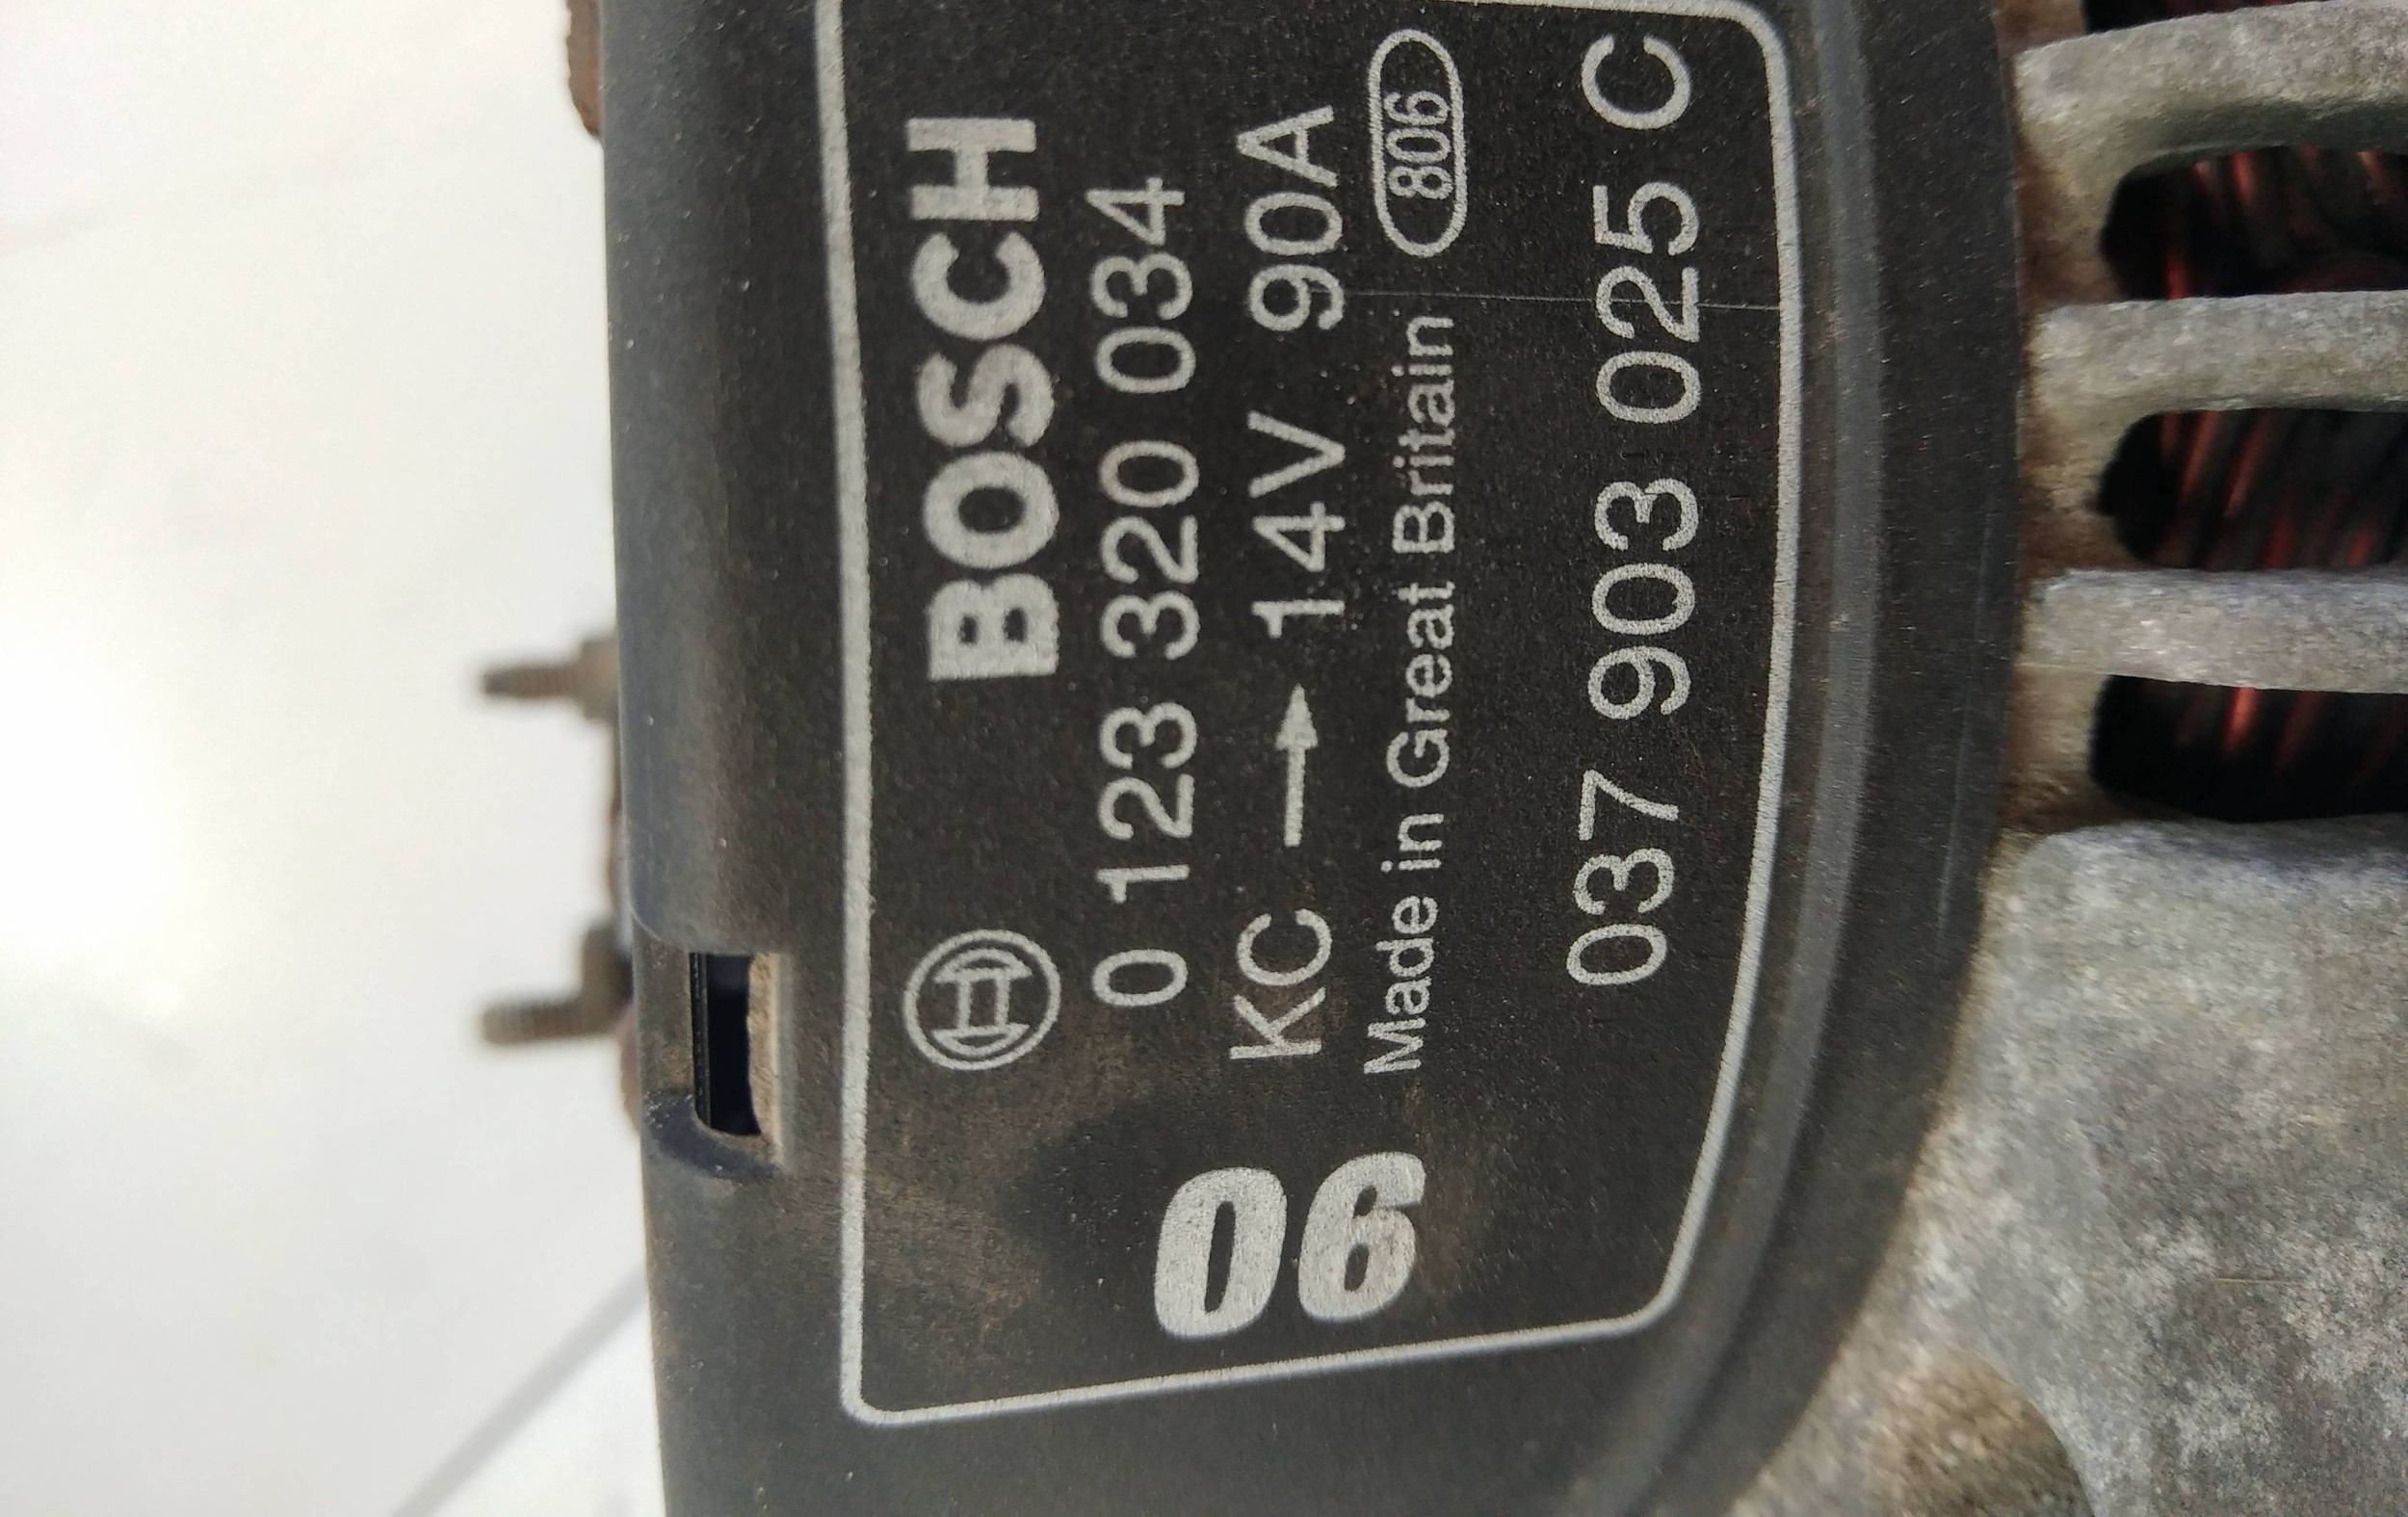 BOSCH
0 123 320 034
KC → 14V 90A
Made in Great Britain 806
037 903 025 C
06